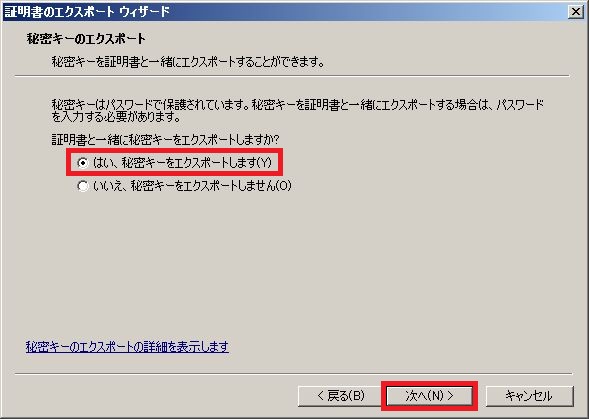 証明書のエクスポート ウィザード
秘密キーのエクスポート
秘密キーを証明書と一緒にエクスポートすることができます。
秘密キーはパスワードで保護されています。秘密キーを証明書と一緒にエクスポートする場合は、パスワード
を入力する必要があります。
証明書と一緒に秘密キーをエクスポートしますか?
はい、秘密キーをエクスポートします(Y)
いいえ、秘密キーをエクスポートしません(O)
秘密キーのエクスポートの詳細を表示します
< 戻る(B)
次へ(N) >
キャンセル